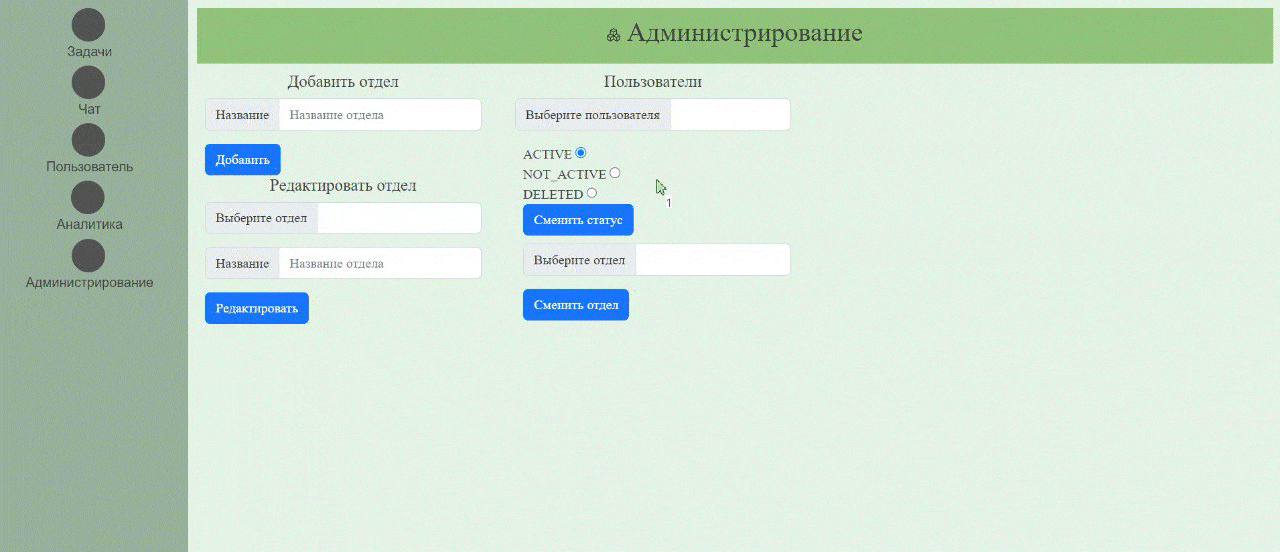 Задачи
Чат
Пользователь
Аналитика
Администрирование
Администрирование
Добавить отдел
Название Название отдела
Добавить
Редактировать отдел
Выберите отдел
Название Название отдела
Редактировать
Пользователи
Выберите пользователя
ACTIVE
NOT_ACTIVE
DELETED
1
Сменить статус
Выберите отдел
Сменить отдел